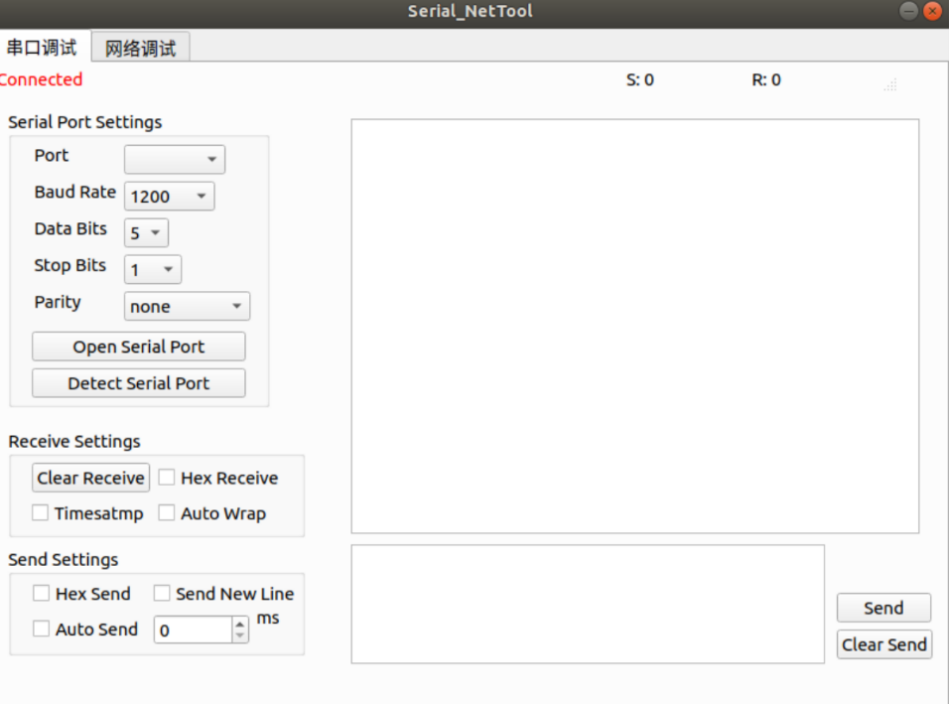 Serial_NetTool
串口调试 网络调试
Connected S: 0 R: 0
Serial Port Settings
Port
Baud Rate 1200
Data Bits 5
Stop Bits 1
Parity none
Open Serial Port
Detect Serial Port
Receive Settings
Clear Receive Hex Receive
Timesatmp Auto Wrap
Send Settings
Hex Send Send New Line
Auto Send 0 ms
Send
Clear Send